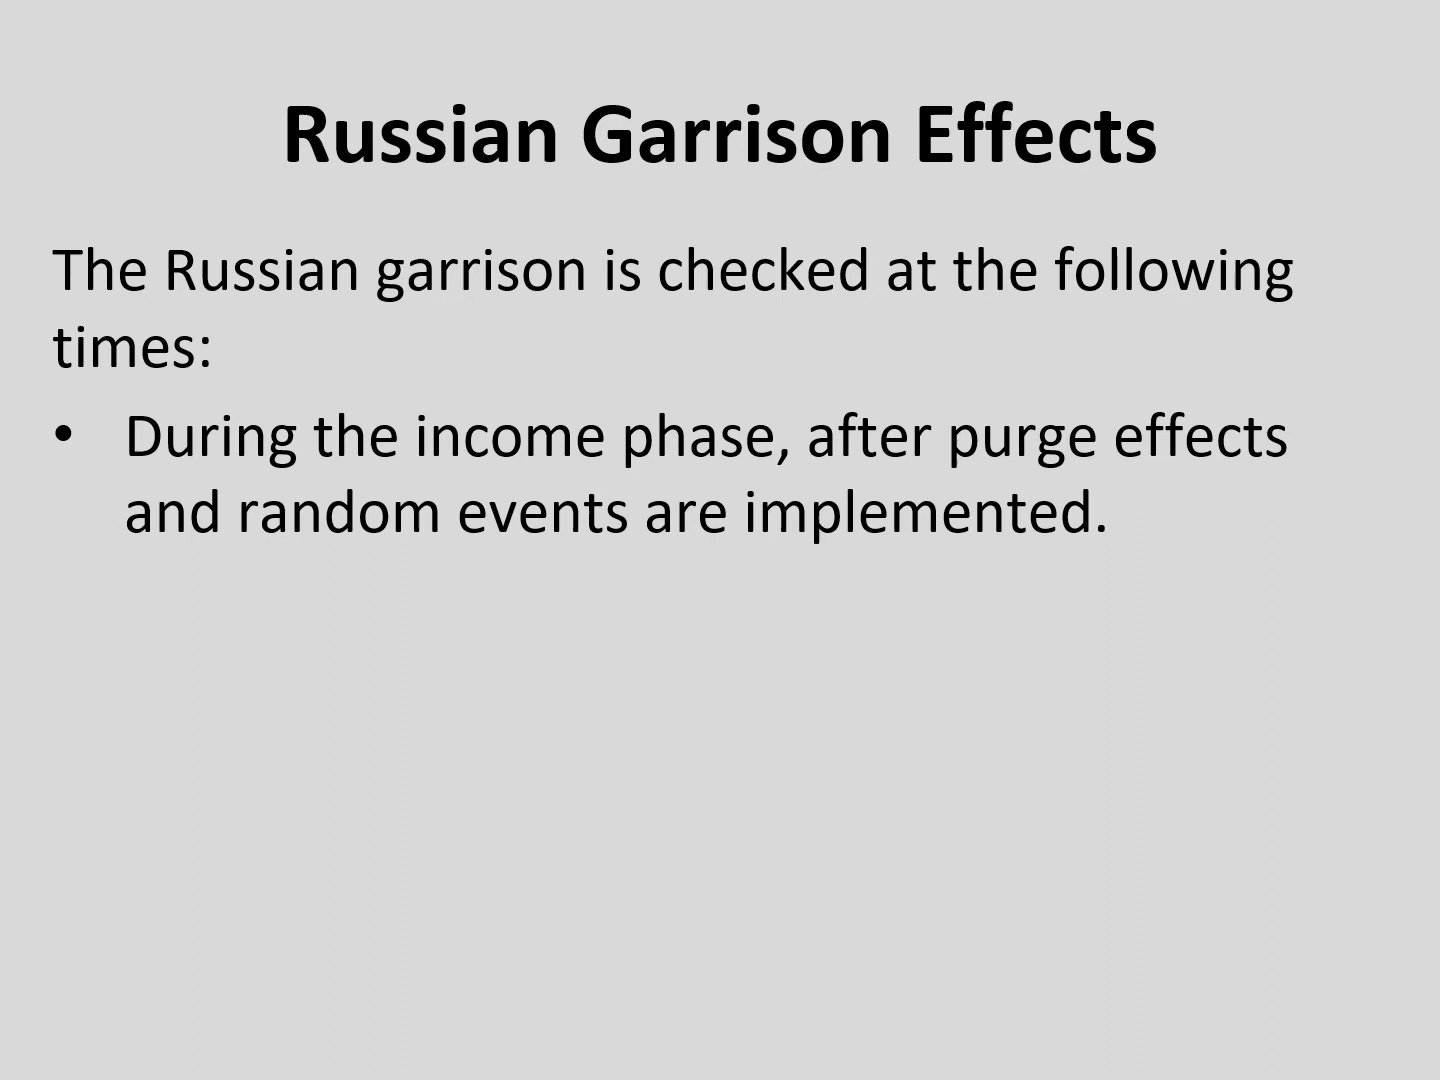 Russian Garrison Effects
The Russian garrison is checked at the following
times:
• During the income phase, after purge effects
and random events are implemented.